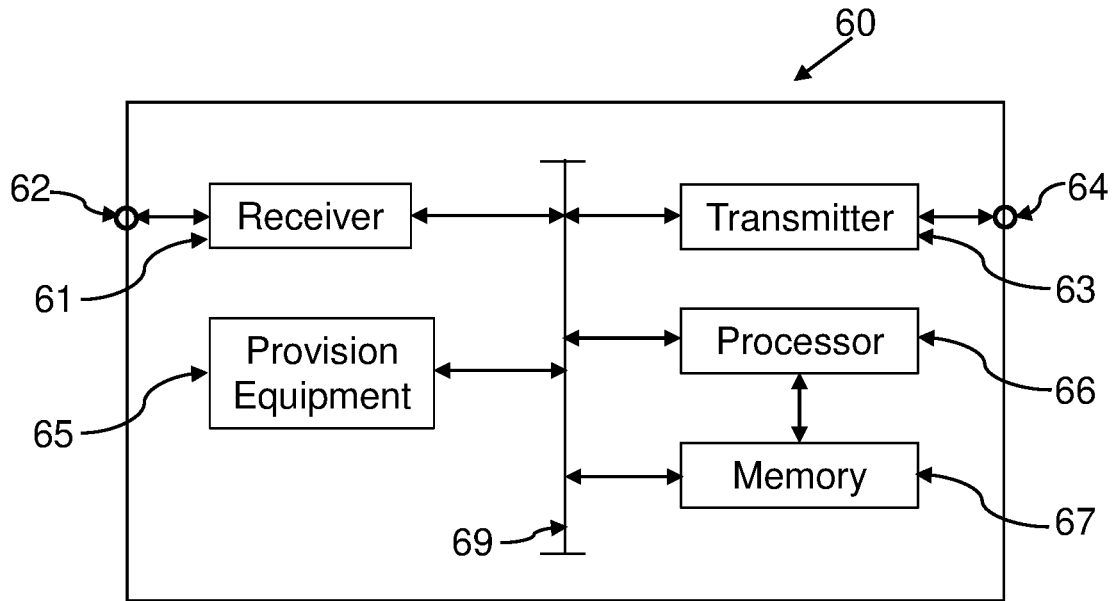 60
62
Receiver
Transmitter
64
61
63
Provision
Equipment
Processor
65
66
Memory
69
67